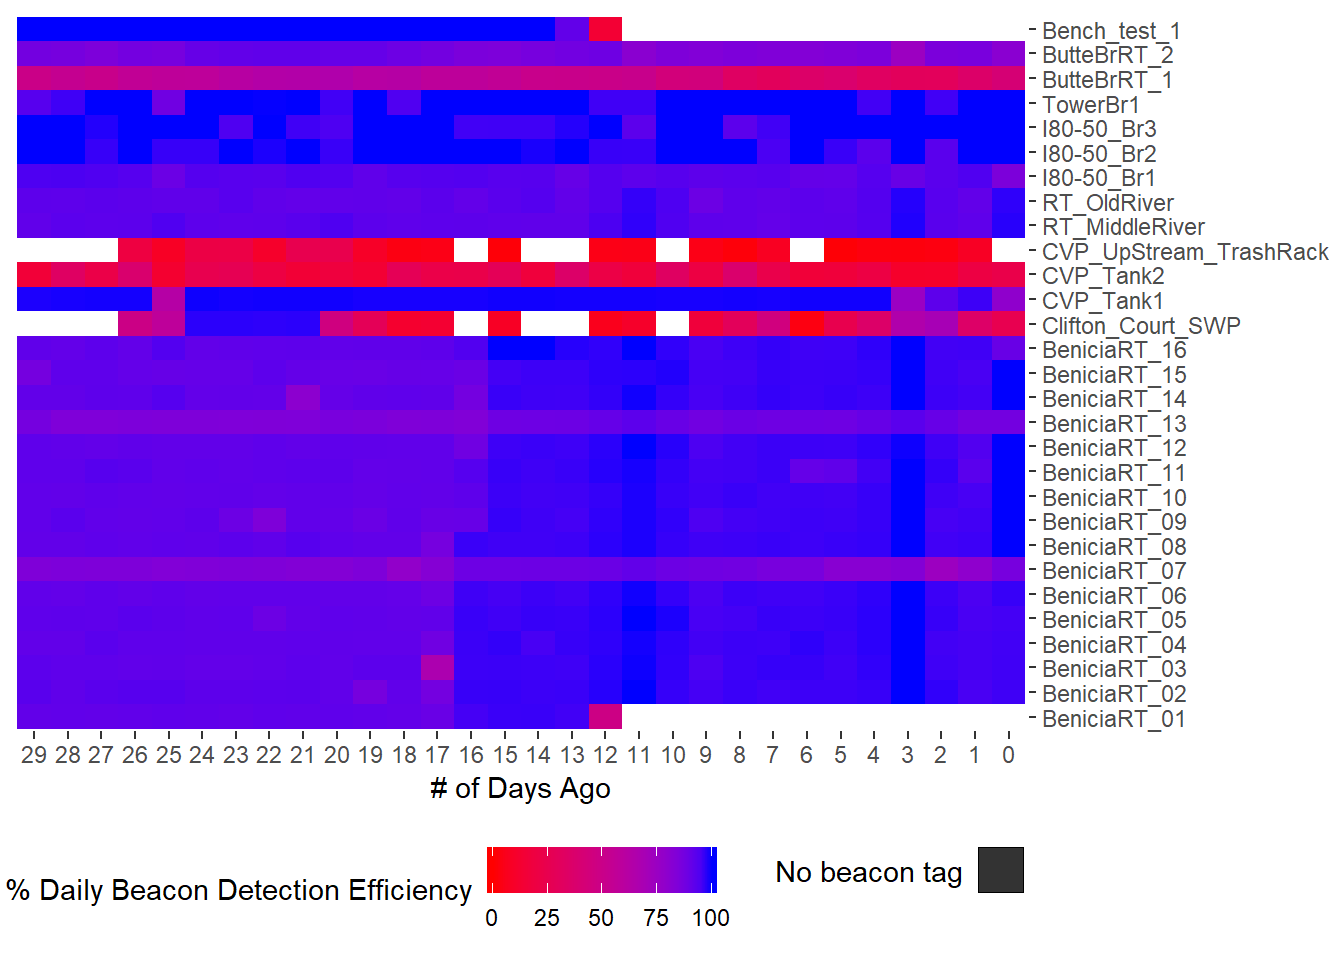 Bench_test_1
ButteBrRT_2
ButteBrRT_1
TowerBr1
I80-50_Br3
I80-50_Br2
I80-50_Br1
RT_OldRiver
RT_MiddleRiver
CVP_UpStream_TrashRack
CVP_Tank2
CVP_Tank1
Clifton_Court_SWP
BeniciaRT_16
BeniciaRT_15
BeniciaRT_14
BeniciaRT_13
BeniciaRT_12
BeniciaRT_11
BeniciaRT_10
BeniciaRT_09
BeniciaRT_08
BeniciaRT_07
BeniciaRT_06
BeniciaRT_05
BeniciaRT_04
BeniciaRT_03
BeniciaRT_02
BeniciaRT_01
29 28 27 26 25 24 23 22 21 20 19 18 17 16 15 14 13 12 11 10 9 8 7 6 5 4 3 2 1 0
# of Days Ago
% Daily Beacon Detection Efficiency
0 25 50 75 100
No beacon tag